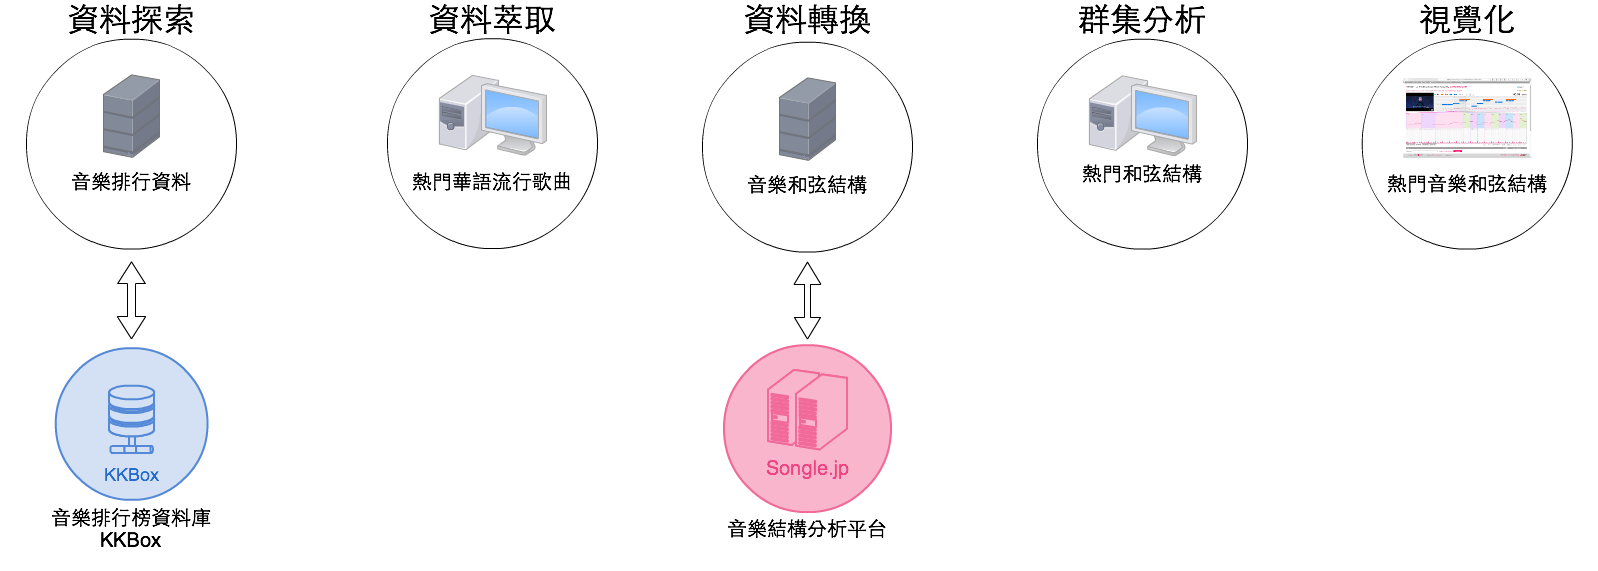 資料探索
資料萃取
資料轉換
群集分析
視覺化
音樂排行資料
熱門華語流行歌曲
音樂和弦結構
熱門和弦結構
熱門音樂和弦結構
KKBox
音樂排行榜資料庫
KKBox
Songle.jp
音樂結構分析平台